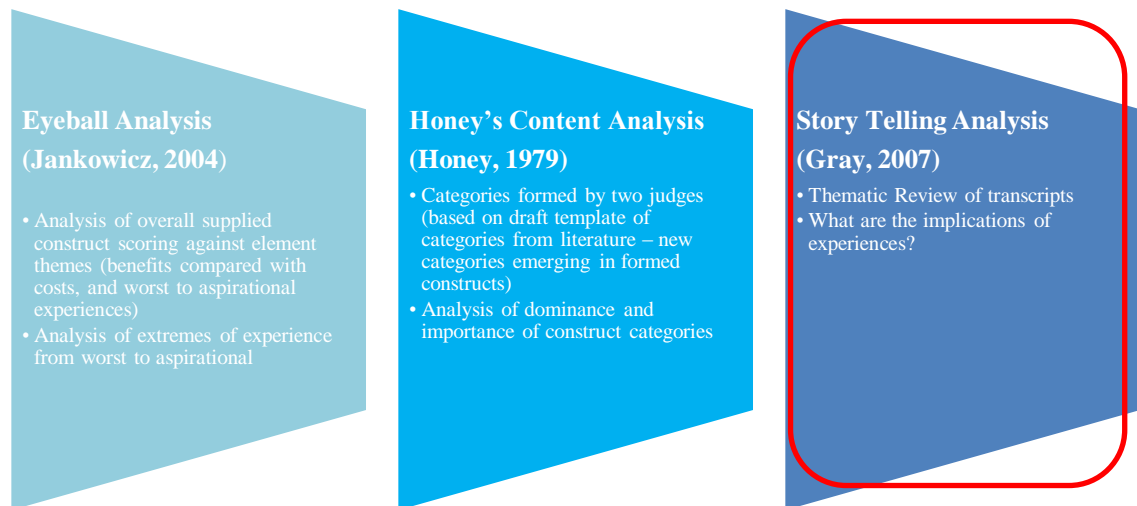 Eyeball Analysis
(Jankowicz, 2004)
• Analysis of overall supplied
construct scoring against element
themes (benefits compared with
costs, and worst to aspirational
experiences)
• Analysis of extremes of experience
from worst to aspirational
Honey's Content Analysis
(Honey, 1979)
• Categories formed by two judges
(based on draft template of
categories from literature – new
categories emerging in formed
constructs)
• Analysis of dominance and
importance of construct categories
Story Telling Analysis
(Gray, 2007)
• Thematic Review of transcripts
• What are the implications of
experiences?